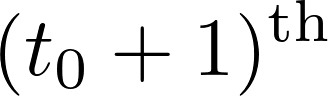 (t₀ + 1)ᵗʰ